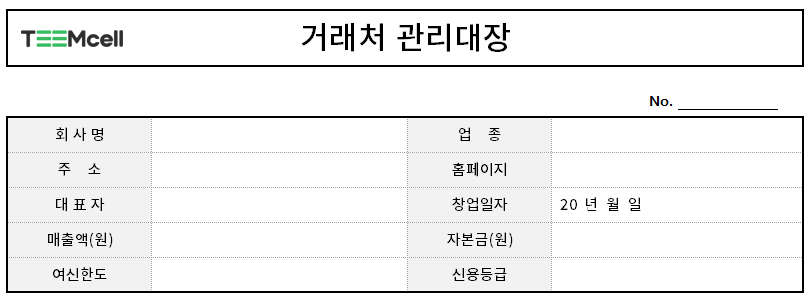 TEEMcell 거래처 관리대장
No.
회 사 명 업 종
주 소 홈페이지
대 표 자 창업일자 20 년 월 일
매출액(원) 자본금(원)
여신한도 신용등급